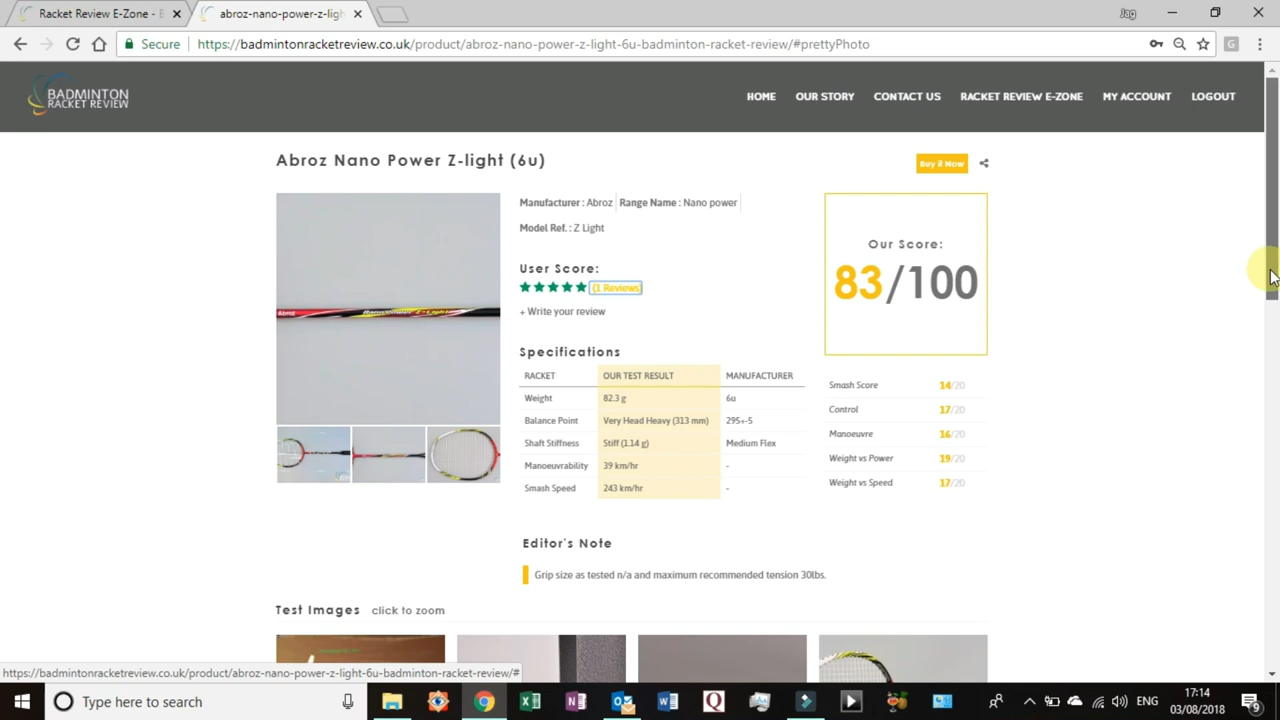 Racket Review E-Zone - B
abroz-nano-power-z-ligh
Jag
Secure
https://badmintonracketreview.co.uk/product/abroz-nano-power-z-light-6u-badminton-racket-review/#prettyPhoto
BADMINTON
RACKET REVIEW
HOME OUR STORY CONTACT US RACKET REVIEW E-ZONE MY ACCOUNT LOGOUT
Abroz Nano Power Z-light (6u)
Buy it Now
Manufacturer : Abroz Range Name : Nano power
Model Ref. : Z Light
User Score:
(1 Reviews)
+ Write your review
Our Score:
83/100
Abroz Nanopower Z-Light
Specifications
RACKET OUR TEST RESULT MANUFACTURER
Weight 82.3 g 6u
Balance Point Very Head Heavy (313 mm) 295+-5
Shaft Stiffness Stiff (1.14 g) Medium Flex
Manoeuvrability 39 km/hr -
Smash Speed 243 km/hr -
Smash Score 14/20
Control 17/20
Manoeuvre 16/20
Weight vs Power 19/20
Weight vs Speed 17/20
Editor's Note
Grip size as tested n/a and maximum recommended tension 30lbs.
Test Images click to zoom
https://badmintonracketreview.co.uk/product/abroz-nano-power-z-light-6u-badminton-racket-review/#
Type here to search
ENG
17:14
03/08/2018
9